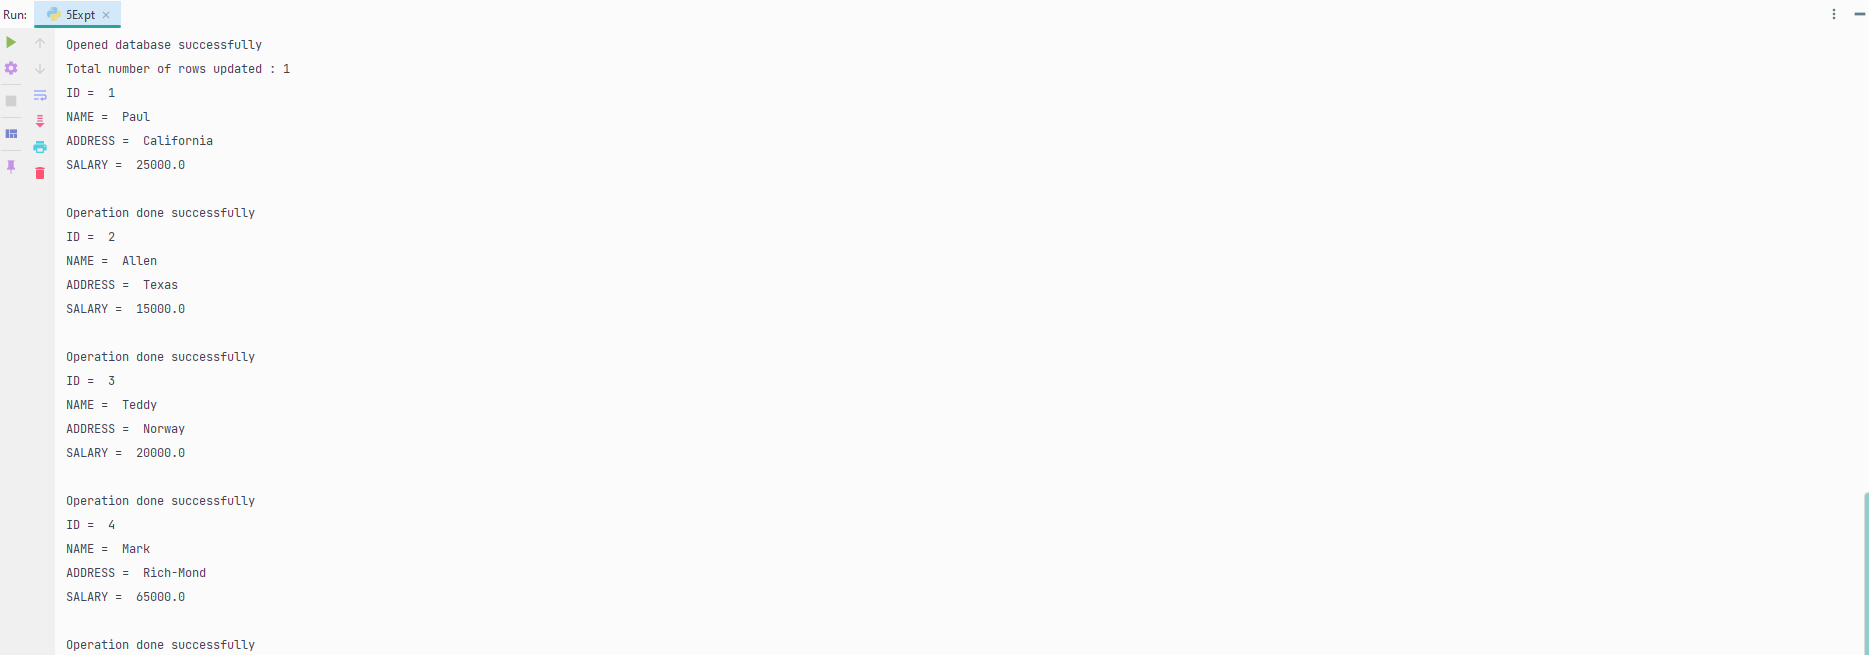 Run: 5Expt
Opened database successfully
Total number of rows updated : 1
ID =  1
NAME =  Paul
ADDRESS =  California
SALARY =  25000.0

Operation done successfully
ID =  2
NAME =  Allen
ADDRESS =  Texas
SALARY =  15000.0

Operation done successfully
ID =  3
NAME =  Teddy
ADDRESS =  Norway
SALARY =  20000.0

Operation done successfully
ID =  4
NAME =  Mark
ADDRESS =  Rich-Mond
SALARY =  65000.0

Operation done successfully